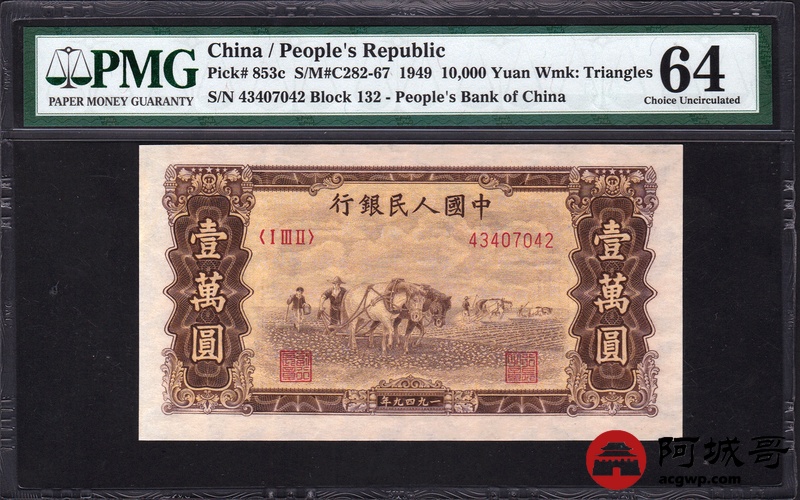 PMG
PAPER MONEY GUARANTY
China / People's Republic
Pick# 853c S/M#C282-67 1949 10,000 Yuan Wmk: Triangles
S/N 43407042 Block 132 - People's Bank of China
64
Choice Uncirculated
行銀民人國中
〈I III II〉
43407042
壹萬圓
壹萬圓
年九四九一
阿城哥
acgwp.com